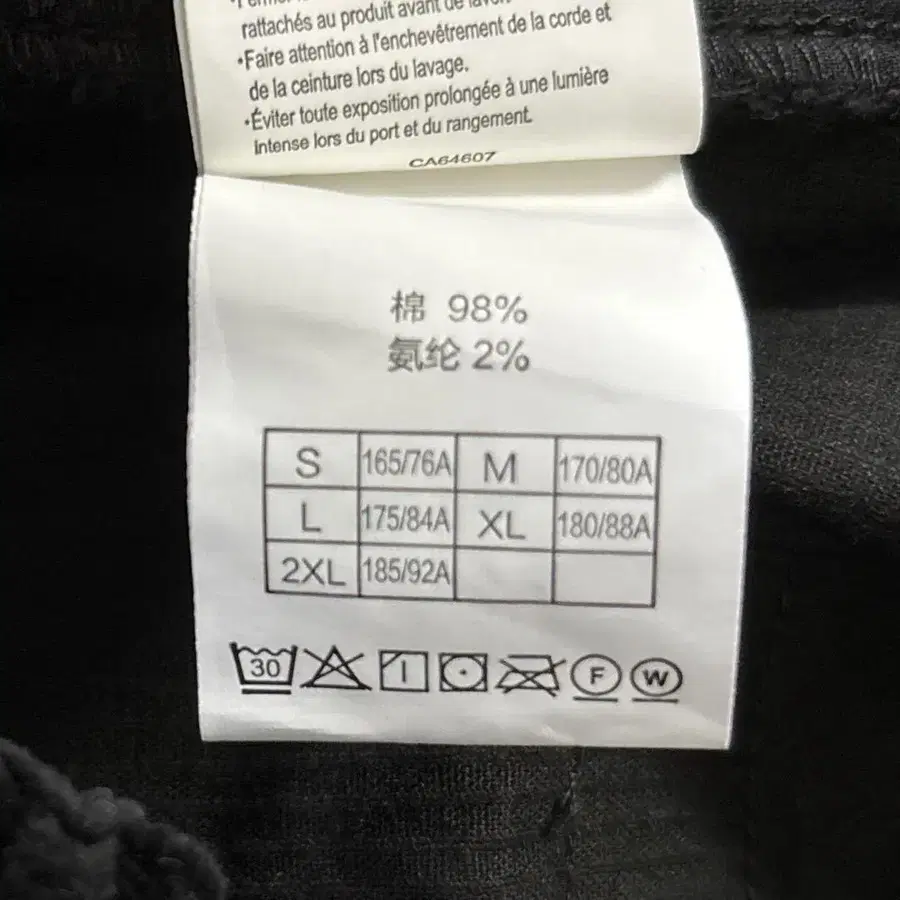 rattachés au produit avant de
•Faire attention à l'enchevêtrement de la corde et
de la ceinture lors du lavage.
•Éviter toute exposition prolongée à une lumière
intense lors du port et du rangement.
CA64607
棉 98%
氨纶 2%
S 165/76A M 170/80A
L 175/84A XL 180/88A
2XL 185/92A
30 F W